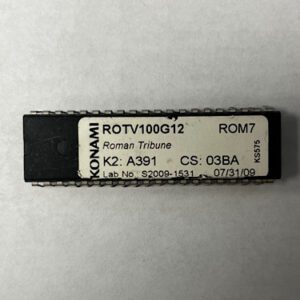 KONAMI
ROTV100G12 ROM7
Roman Tribune
K2: A391 CS: 03BA
Lab No: S2009-1531 07/31/09
KS575